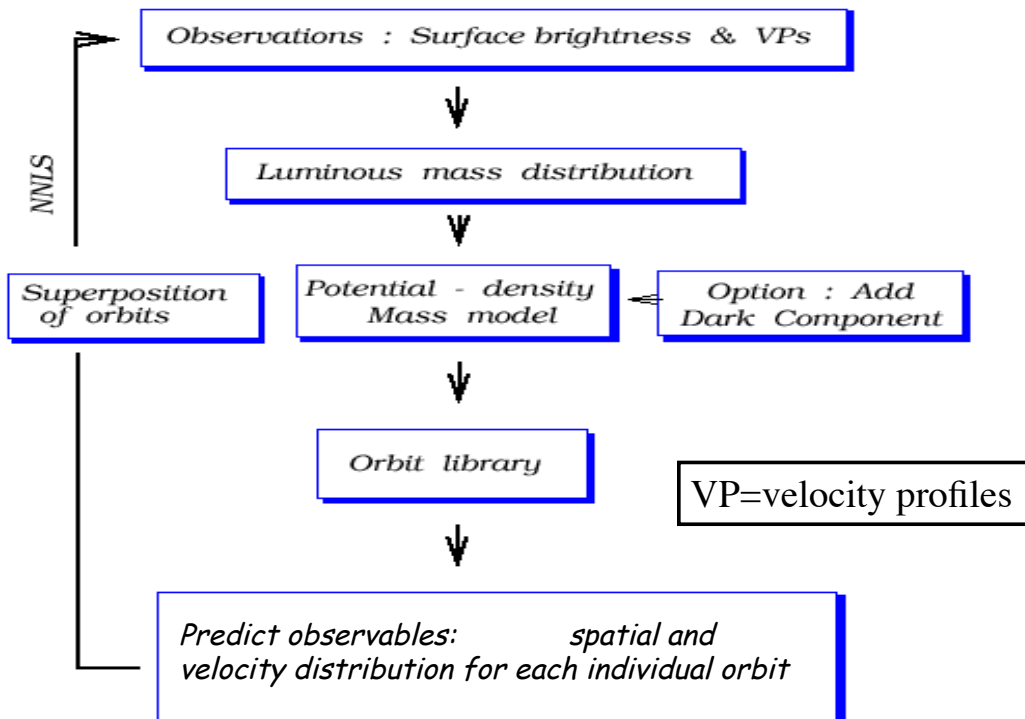 Observations : Surface brightness & VPs
NNLS
Luminous mass distribution
Superposition
of orbits
Potential - density
Mass model
Option : Add
Dark Component
Orbit library
VP=velocity profiles
Predict observables: spatial and
velocity distribution for each individual orbit